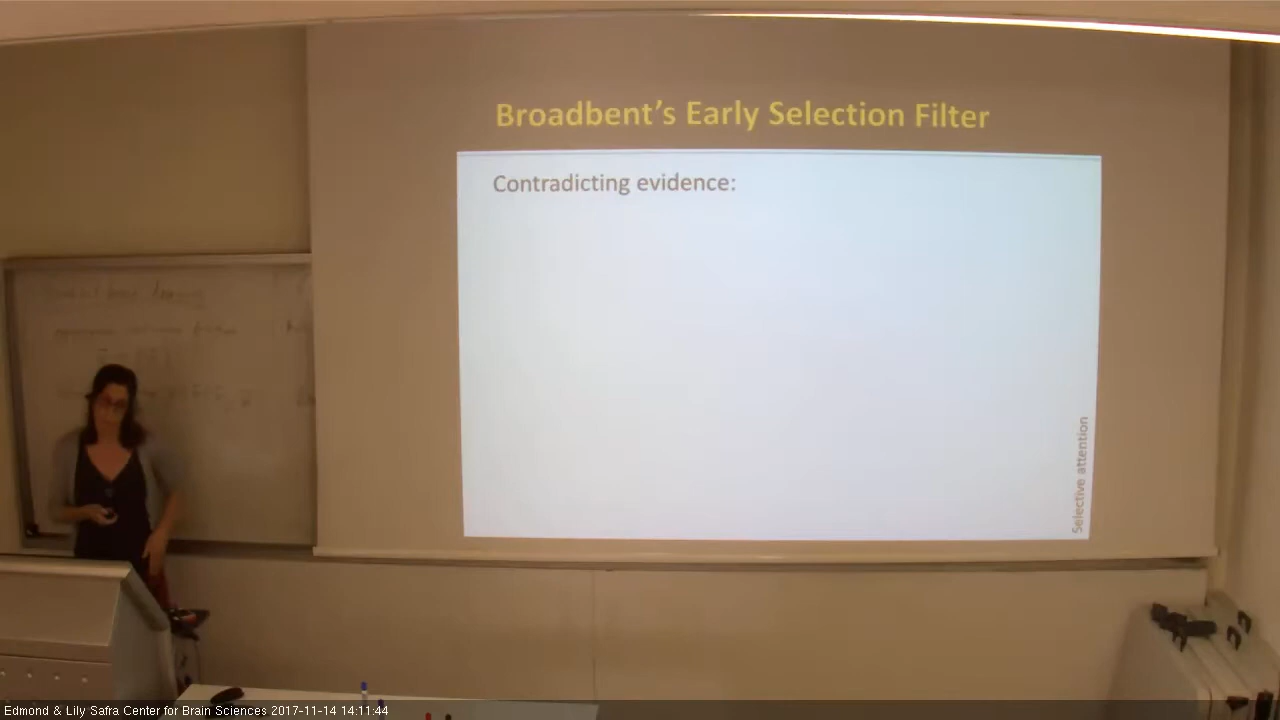 Broadbent's Early Selection Filter
Contradicting evidence:
Selective attention
Edmond & Lily Safra Center for Brain Sciences 2017-11-14 14:11:44